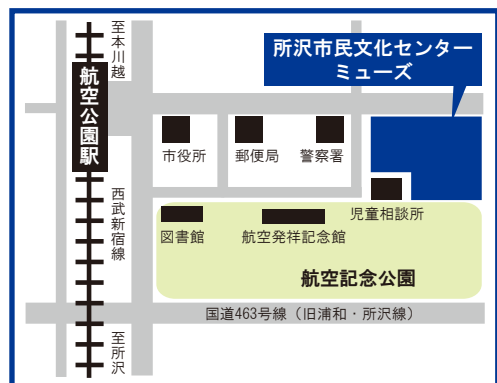 至本川越
航空公園駅
西武新宿線
至所沢
所沢市民文化センター
ミューズ
市役所
郵便局
警察署
児童相談所
図書館
航空発祥記念館
航空記念公園
国道463号線（旧浦和・所沢線）